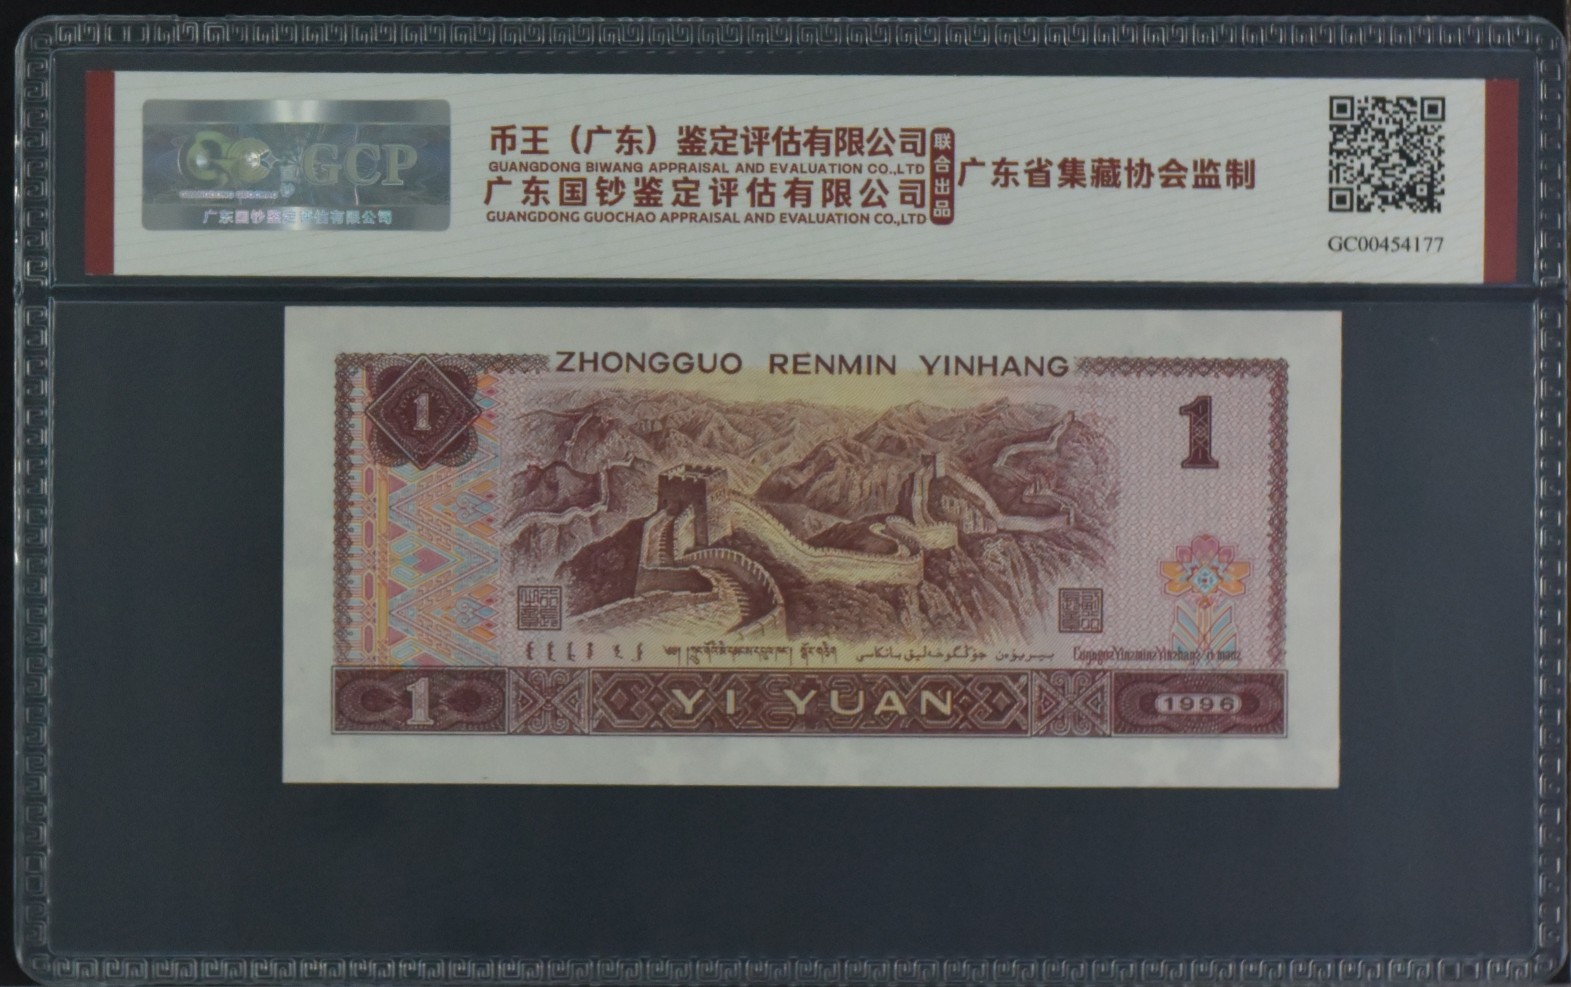 GCP
广东国钞鉴定评估有限公司
币王（广东）鉴定评估有限公司
GUANGDONG BIWANG APPRAISAL AND EVALUATION CO.,LTD
广东国钞鉴定评估有限公司
GUANGDONG GUOCHAO APPRAISAL AND EVALUATION CO.,LTD
联合出品
广东省集藏协会监制
GC00454177
ZHONGGUO RENMIN YINHANG
1
1
1
YI YUAN
1996